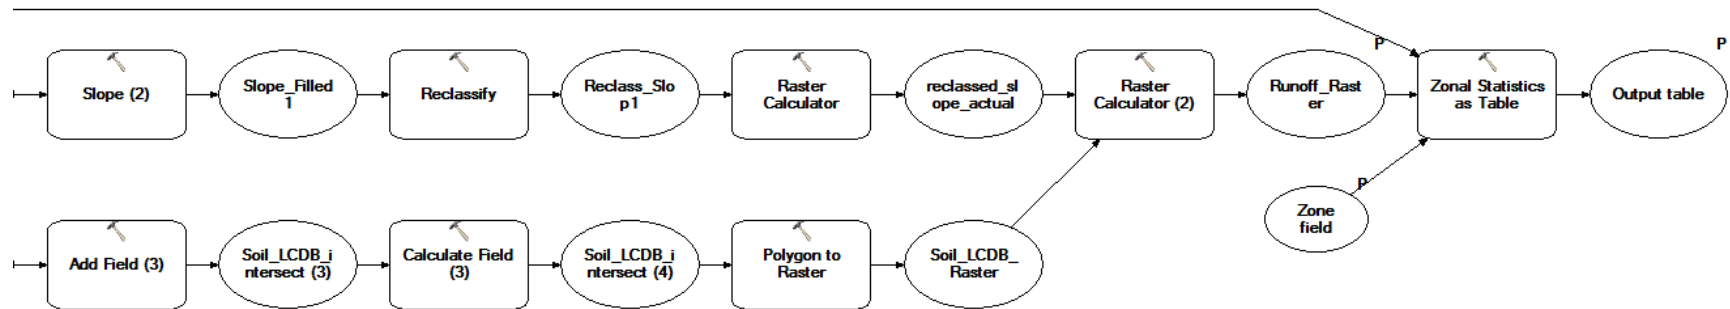 P
P
Slope (2)
Slope_Filled
1
Reclassify
Reclass_Slo
p1
Raster
Calculator
reclassed_sl
ope_actual
Raster
Calculator (2)
Runoff_Rast
er
Zonal Statistics
as Table
Output table
P
Zone
field
Add Field (3)
Soil_LCDB_i
ntersect (3)
Calculate Field
(3)
Soil_LCDB_i
ntersect (4)
Polygon to
Raster
Soil_LCDB_
Raster